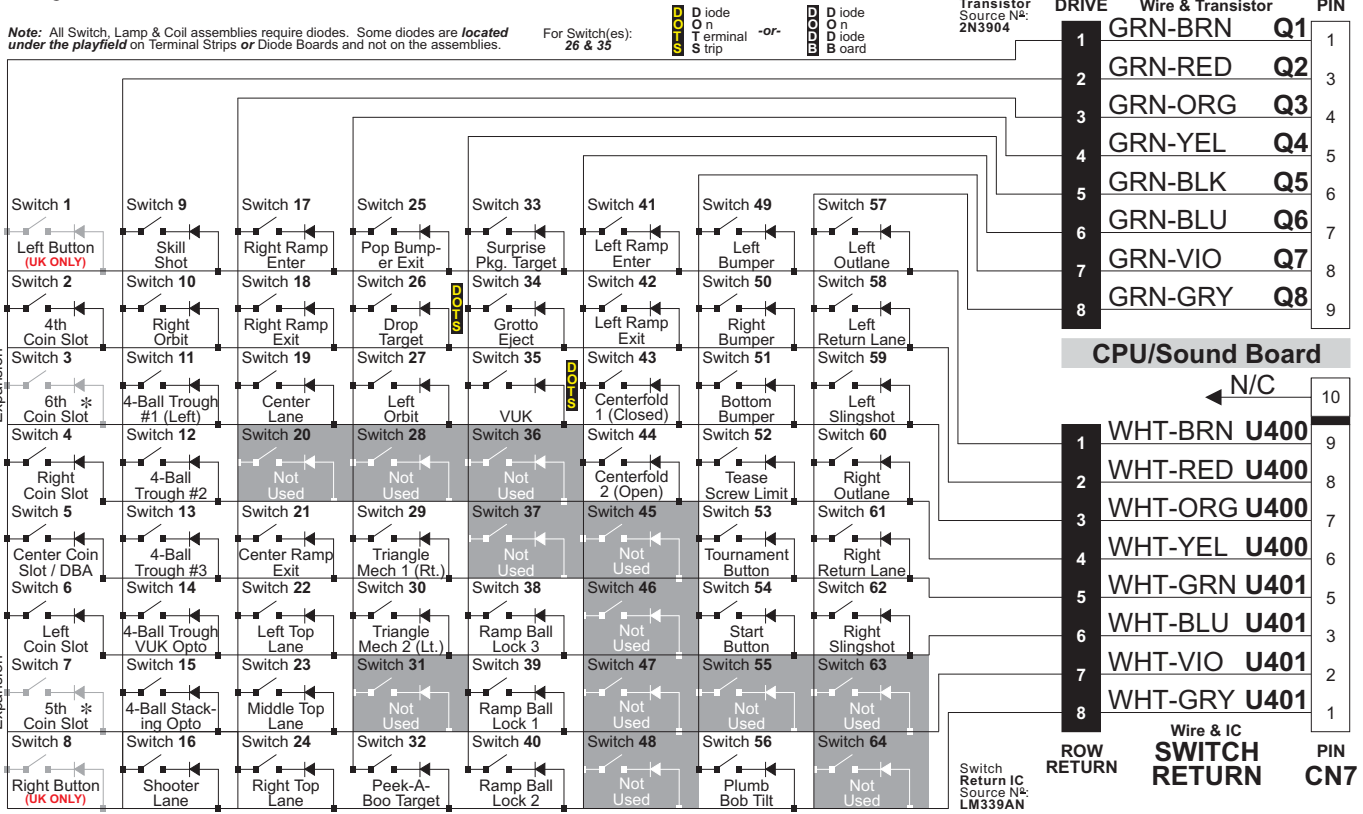 Note: All Switch, Lamp & Coil assemblies require diodes. Some diodes are located
under the playfield on Terminal Strips or Diode Boards and not on the assemblies.
For Switch(es):
26 & 35
D Diode
O On
T Terminal
S Strip
-or-
D Diode
O On
D Diode
B Board
Transistor
Source Nº:
2N3904
DRIVE Wire & Transistor PIN
1 GRN-BRN Q1 1
2 GRN-RED Q2 3
3 GRN-ORG Q3 4
4 GRN-YEL Q4 5
5 GRN-BLK Q5 6
6 GRN-BLU Q6 7
7 GRN-VIO Q7 8
8 GRN-GRY Q8 9
CPU/Sound Board
N/C 10
1 WHT-BRN U400 9
2 WHT-RED U400 8
3 WHT-ORG U400 7
4 WHT-YEL U400 6
5 WHT-GRN U401 5
6 WHT-BLU U401 3
7 WHT-VIO U401 2
8 WHT-GRY U401 1
ROW
RETURN
Wire & IC
SWITCH
RETURN
PIN
CN7
Switch
Return IC
Source Nº:
LM339AN
Switch 1
Left Button
(UK ONLY)
Switch 9
Skill
Shot
Switch 17
Right Ramp
Enter
Switch 25
Pop Bump-
er Exit
Switch 33
Surprise
Pkg. Target
Switch 41
Left Ramp
Enter
Switch 49
Left
Bumper
Switch 57
Left
Outlane
Switch 2
4th
Coin Slot
Switch 10
Right
Orbit
Switch 18
Right Ramp
Exit
Switch 26
Drop
Target
DOTS
Switch 34
Grotto
Eject
Switch 42
Left Ramp
Exit
Switch 50
Right
Bumper
Switch 58
Left
Return Lane
Expansion
Switch 3
6th *
Coin Slot
Switch 11
4-Ball Trough
#1 (Left)
Switch 19
Center
Lane
Switch 27
Left
Orbit
Switch 35
VUK
DOTS
Switch 43
Centerfold
1 (Closed)
Switch 51
Bottom
Bumper
Switch 59
Left
Slingshot
Switch 4
Right
Coin Slot
Switch 12
4-Ball
Trough #2
Switch 20
Not
Used
Switch 28
Not
Used
Switch 36
Not
Used
Switch 44
Centerfold
2 (Open)
Switch 52
Tease
Screw Limit
Switch 60
Right
Outlane
Switch 5
Center Coin
Slot / DBA
Switch 13
4-Ball
Trough #3
Switch 21
Center Ramp
Exit
Switch 29
Triangle
Mech 1 (Rt.)
Switch 37
Not
Used
Switch 45
Not
Used
Switch 53
Tournament
Button
Switch 61
Right
Return Lane
Switch 6
Left
Coin Slot
Switch 14
4-Ball Trough
VUK Opto
Switch 22
Left Top
Lane
Switch 30
Triangle
Mech 2 (Lt.)
Switch 38
Ramp Ball
Lock 3
Switch 46
Not
Used
Switch 54
Start
Button
Switch 62
Right
Slingshot
Expansion
Switch 7
5th *
Coin Slot
Switch 15
4-Ball Stack-
ing Opto
Switch 23
Middle Top
Lane
Switch 31
Not
Used
Switch 39
Ramp Ball
Lock 1
Switch 47
Not
Used
Switch 55
Not
Used
Switch 63
Not
Used
Switch 8
Right Button
(UK ONLY)
Switch 16
Shooter
Lane
Switch 24
Right Top
Lane
Switch 32
Peek-A-
Boo Target
Switch 40
Ramp Ball
Lock 2
Switch 48
Not
Used
Switch 56
Plumb
Bob Tilt
Switch 64
Not
Used